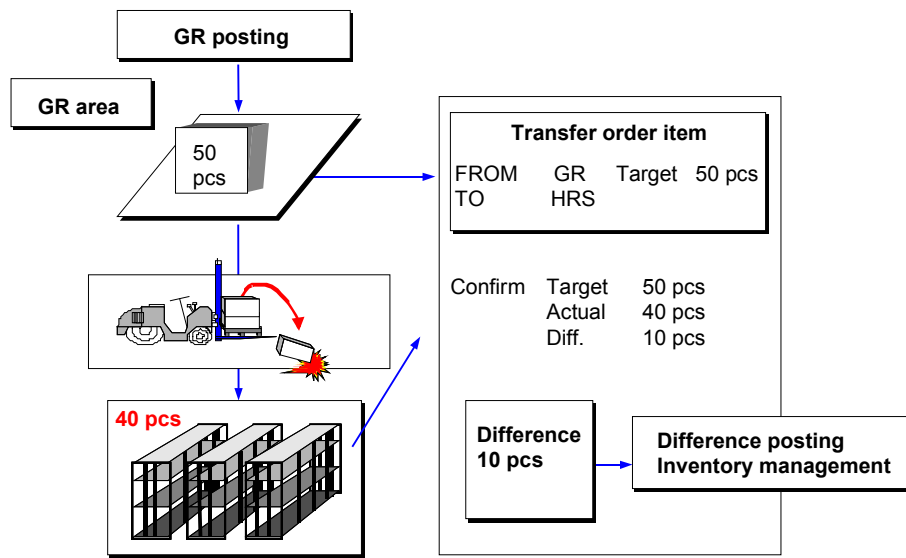 GR posting
GR area
50
pcs
Transfer order item
FROM GR Target 50 pcs
TO HRS
Confirm Target 50 pcs
Actual 40 pcs
Diff. 10 pcs
40 pcs
Difference
10 pcs
Difference posting
Inventory management